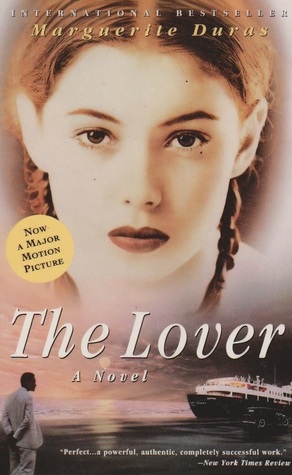 INTERNATIONAL BESTSELLER
Marguerite Duras
NOW
A MAJOR
MOTION
PICTURE
The Lover
A Novel
"Perfect...a powerful, authentic, completely successful work."
–New York Times Review